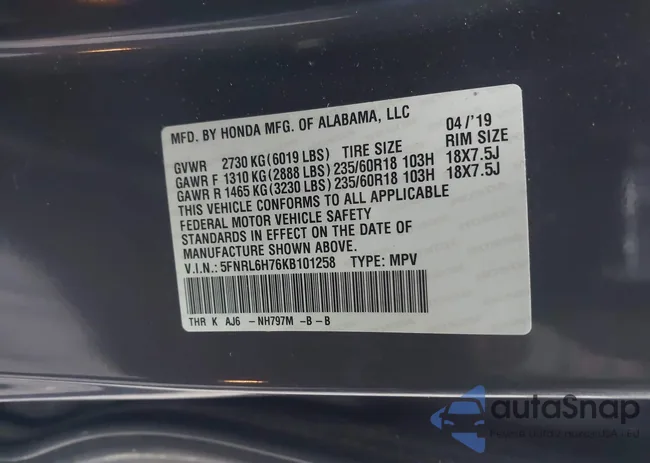 MFD. BY HONDA MFG. OF ALABAMA, LLC 04/'19
GVWR 2730 KG(6019 LBS) TIRE SIZE RIM SIZE
GAWR F 1310 KG(2888 LBS) 235/60R18 103H 18X7.5J
GAWR R 1465 KG(3230 LBS) 235/60R18 103H 18X7.5J
THIS VEHICLE CONFORMS TO ALL APPLICABLE
FEDERAL MOTOR VEHICLE SAFETY
STANDARDS IN EFFECT ON THE DATE OF
MANUFACTURE SHOWN ABOVE.
V.I.N.: 5FNRL6H76KB101258 TYPE: MPV
THR K AJ6 - NH797M - B - B
autoSnap